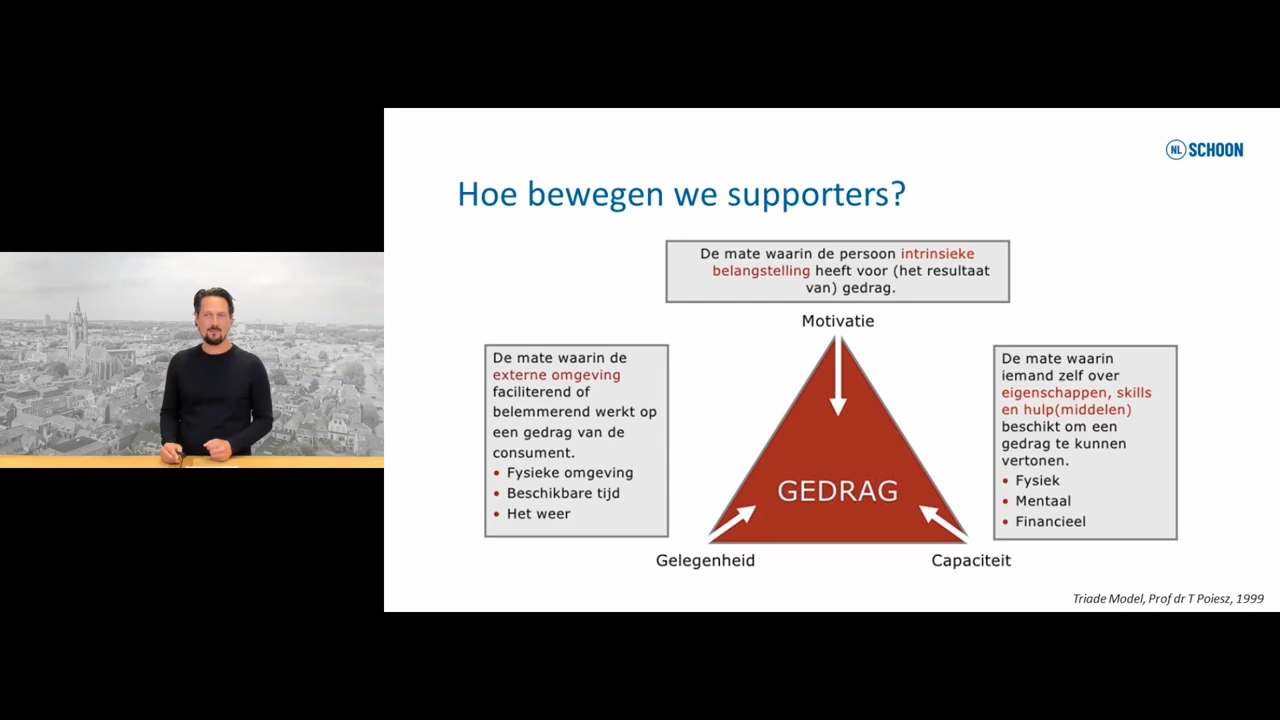 NL SCHOON
Hoe bewegen we supporters?
De mate waarin de persoon intrinsieke
belangstelling heeft voor (het resultaat
van) gedrag.
Motivatie
De mate waarin de
externe omgeving
faciliterend of
belemmerend werkt op
een gedrag van de
consument.
• Fysieke omgeving
• Beschikbare tijd
• Het weer
De mate waarin
iemand zelf over
eigenschappen, skills
en hulp(middelen)
beschikt om een
gedrag te kunnen
vertonen.
• Fysiek
• Mentaal
• Financieel
GEDRAG
Gelegenheid
Capaciteit
Triade Model, Prof dr T Poiesz, 1999